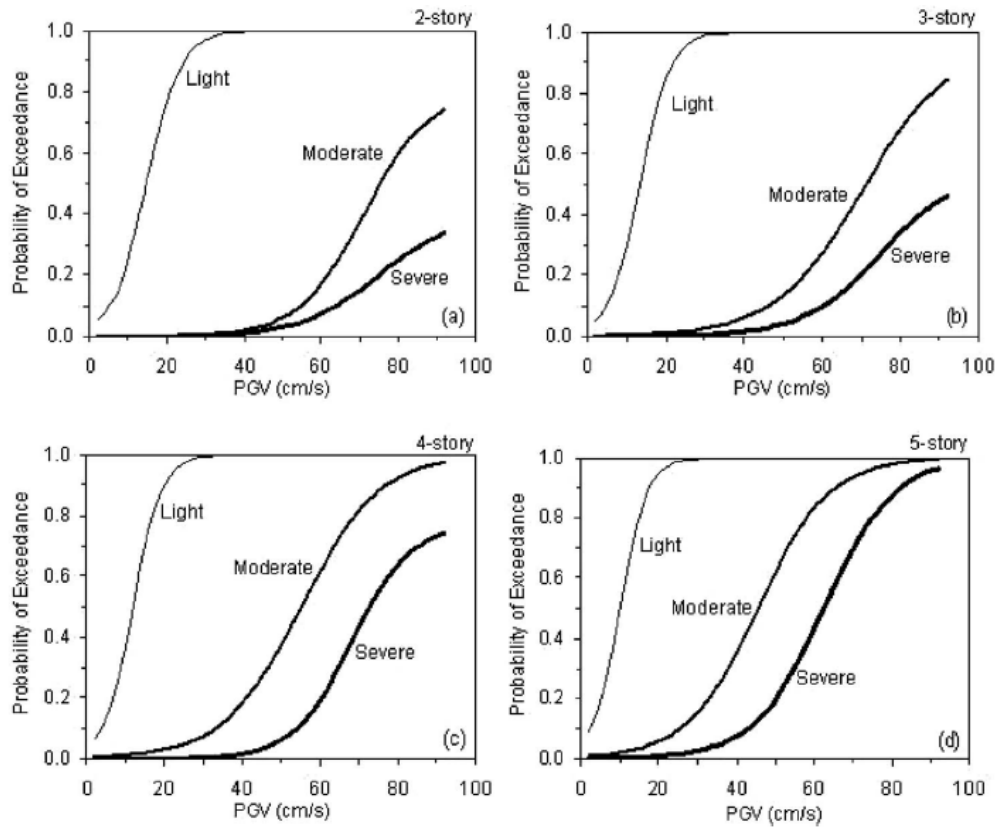 2-story
Probability of Exceedance
1.0
0.8
0.6
0.4
0.2
0.0
Light
Moderate
Severe
(a)
0 20 40 60 80 100
PGV (cm/s)
3-story
Probability of Exceedance
1.0
0.8
0.6
0.4
0.2
0.0
Light
Moderate
Severe
(b)
0 20 40 60 80 100
PGV (cm/s)
4-story
Probability of Exceedance
1.0
0.8
0.6
0.4
0.2
0.0
Light
Moderate
Severe
(c)
0 20 40 60 80 100
PGV (cm/s)
5-story
Probability of Exceedance
1.0
0.8
0.6
0.4
0.2
0.0
Light
Moderate
Severe
(d)
0 20 40 60 80 100
PGV (cm/s)